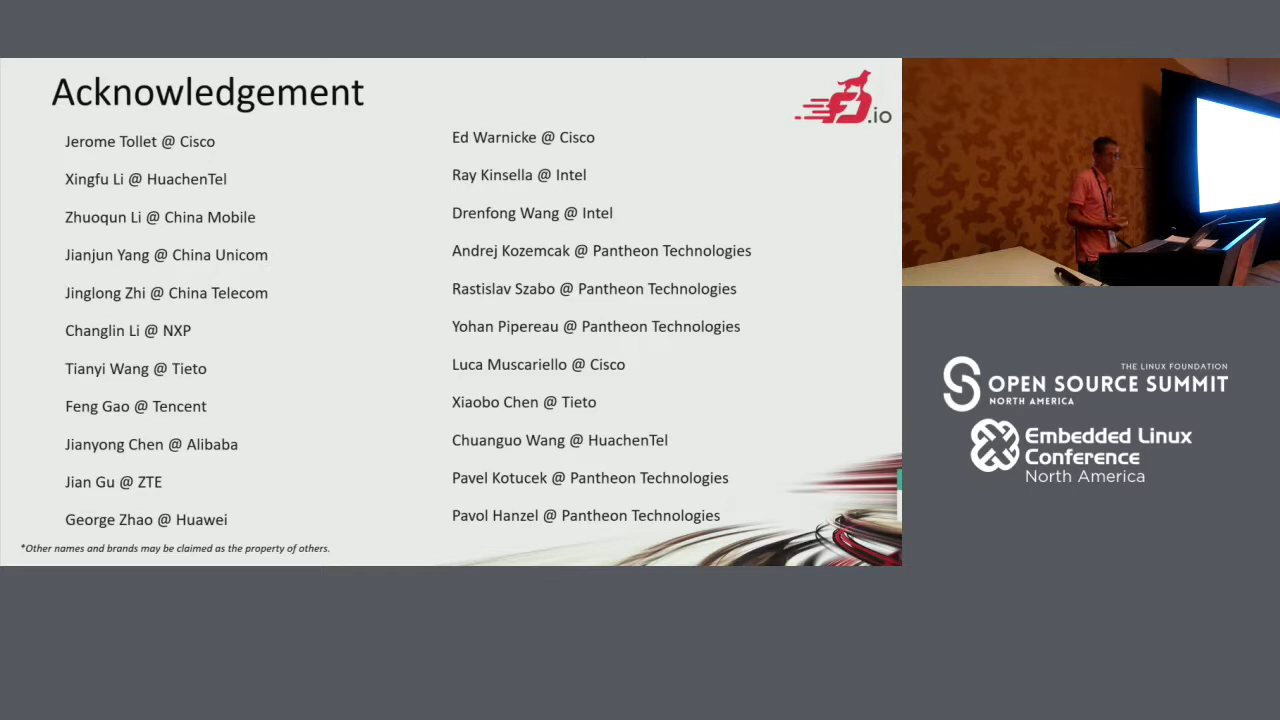 Acknowledgement
FD.io
Jerome Tollet @ Cisco
Xingfu Li @ HuachenTel
Zhuoqun Li @ China Mobile
Jianjun Yang @ China Unicom
Jinglong Zhi @ China Telecom
Changlin Li @ NXP
Tianyi Wang @ Tieto
Feng Gao @ Tencent
Jianyong Chen @ Alibaba
Jian Gu @ ZTE
George Zhao @ Huawei
Ed Warnicke @ Cisco
Ray Kinsella @ Intel
Drenfong Wang @ Intel
Andrej Kozemcak @ Pantheon Technologies
Rastislav Szabo @ Pantheon Technologies
Yohan Pipereau @ Pantheon Technologies
Luca Muscariello @ Cisco
Xiaobo Chen @ Tieto
Chuanguo Wang @ HuachenTel
Pavel Kotucek @ Pantheon Technologies
Pavol Hanzel @ Pantheon Technologies
*Other names and brands may be claimed as the property of others.
THE LINUX FOUNDATION
OPEN SOURCE SUMMIT
NORTH AMERICA
Embedded Linux
Conference
North America